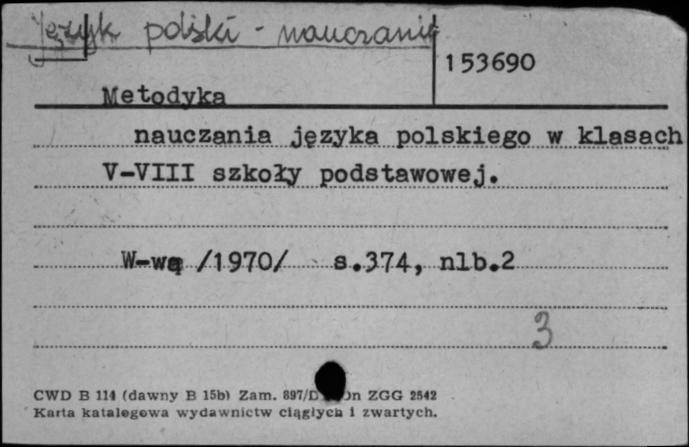 Język polski - nauczanie
153690
Metodyka
nauczania języka polskiego w klasach
V-VIII szkoły podstawowej.
W-wą /1970/ s.374, nlb.2
3
CWD B 114 (dawny B 15b) Zam. 897/D ZGG 2542
Karta katalogowa wydawnictw ciągłych i zwartych.